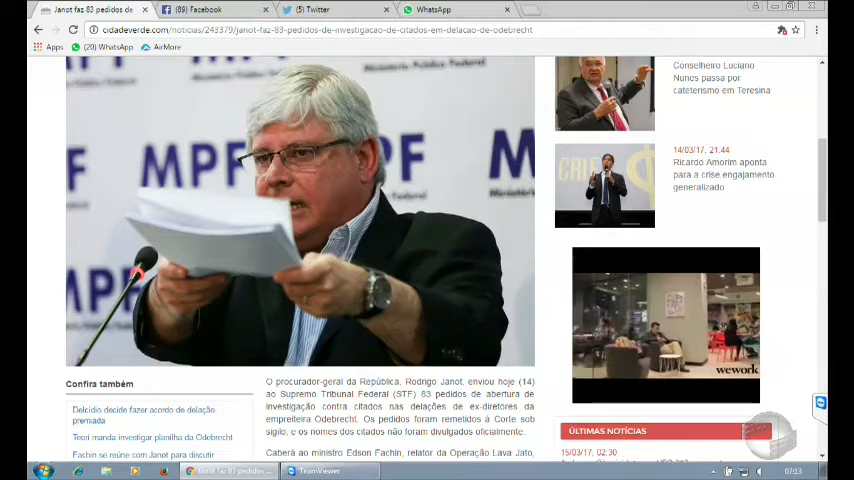 Janot faz 83 pedidos de
(89) Facebook
(5) Twitter
WhatsApp
cidadeverde.com/noticias/243379/janot-faz-83-pedidos-de-investigacao-de-citados-em-delacao-de-odebrecht
Apps
(20) WhatsApp
AirMore
MPF
MPF
M
Ministério Público Federal
Conselheiro Luciano
Nunes passa por
cateterismo em Teresina
14/03/17, 21:44
Ricardo Amorim aponta
para a crise engajamento
generalizado
wework
Confira também
Delcídio decide fazer acordo de delação
premiada
Teori manda investigar planilha da Odebrecht
Fachin se reúne com Janot para discutir
O procurador-geral da República, Rodrigo Janot, enviou hoje (14)
ao Supremo Tribunal Federal (STF) 83 pedidos de abertura de
investigação contra citados nas delações de ex-diretores da
empreiteira Odebrecht. Os pedidos foram remetidos à Corte sob
sigilo, e os nomes dos citados não foram divulgados oficialmente.
Caberá ao ministro Edson Fachin, relator da Operação Lava Jato,
ÚLTIMAS NOTÍCIAS
15/03/17, 02:30
Janot faz 83 pedidos de...
TeamViewer
07:13